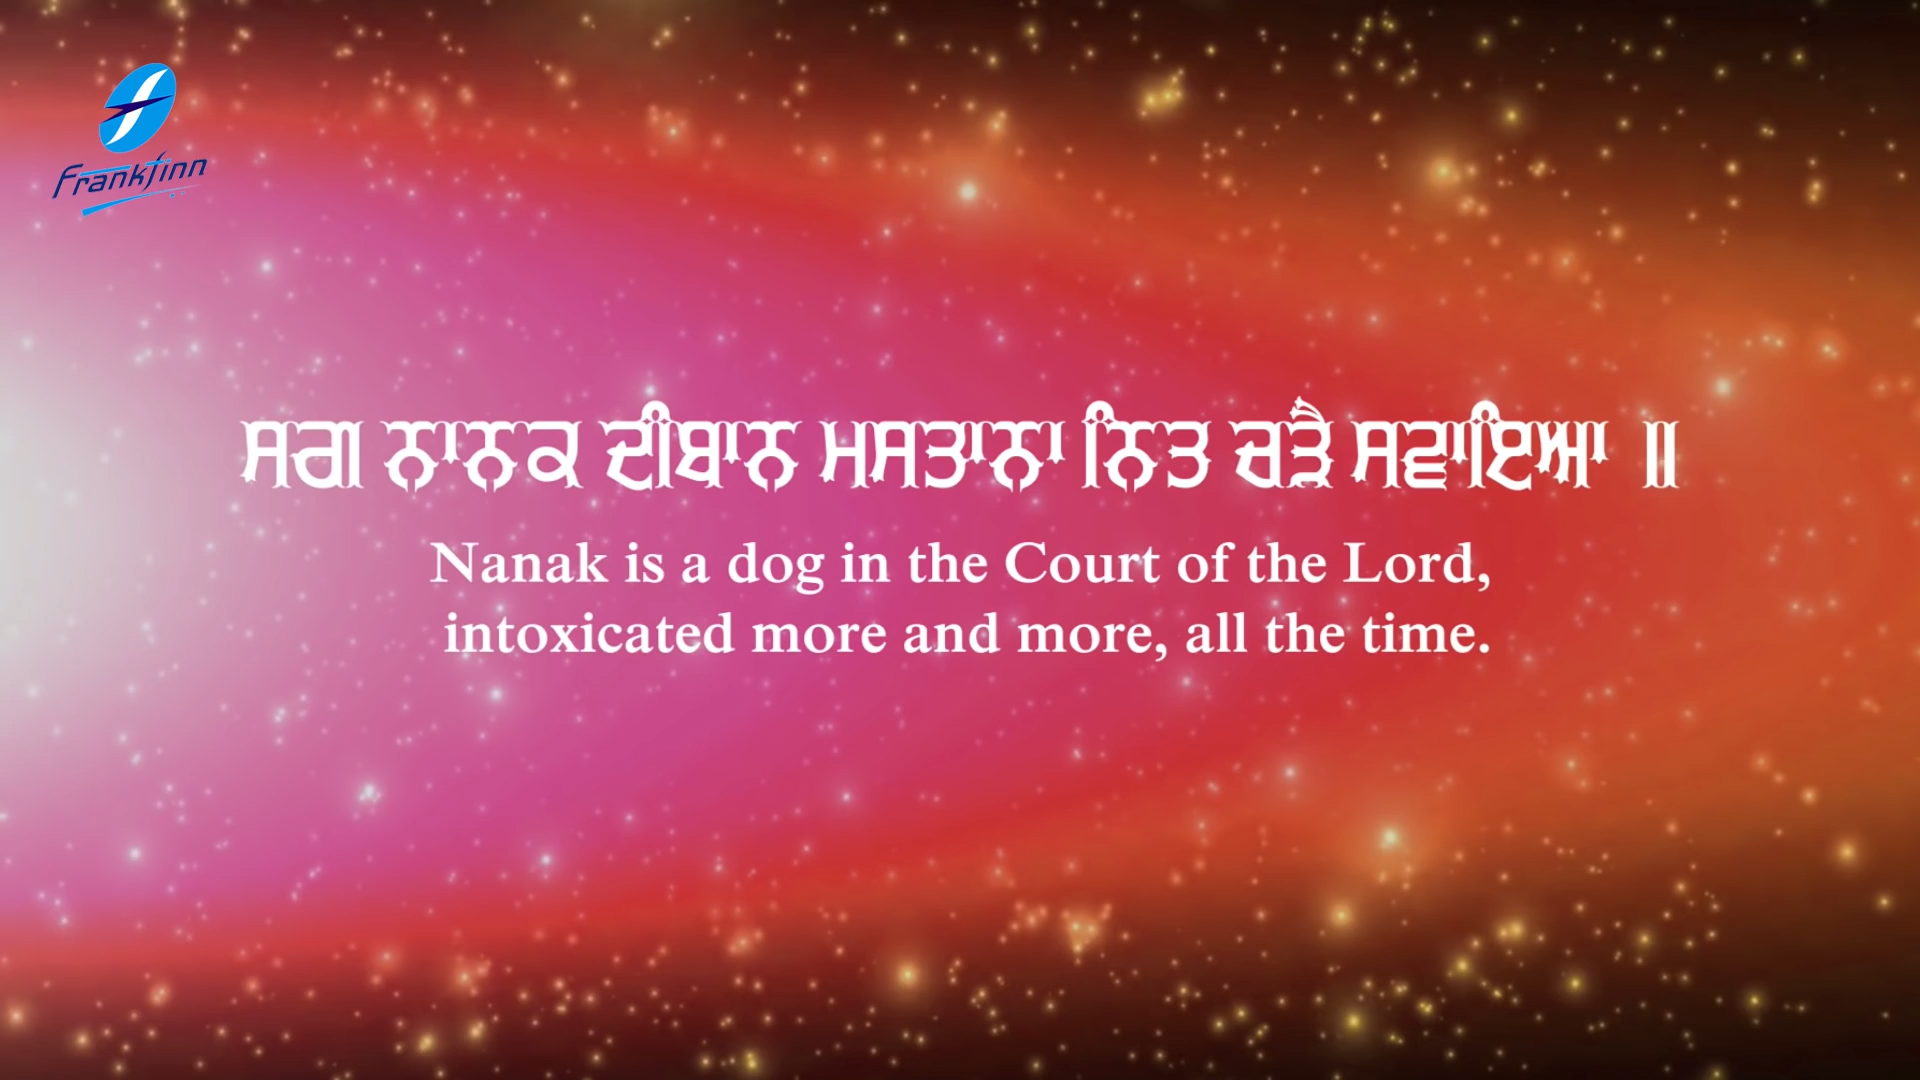 Frankfinn
ਸਗ ਨਾਨਕ ਦੀਬਾਨ ਮਸਤਾਨਾ ਨਿਤ ਚੜੈ ਸਵਾਇਆ ॥
Nanak is a dog in the Court of the Lord,
intoxicated more and more, all the time.